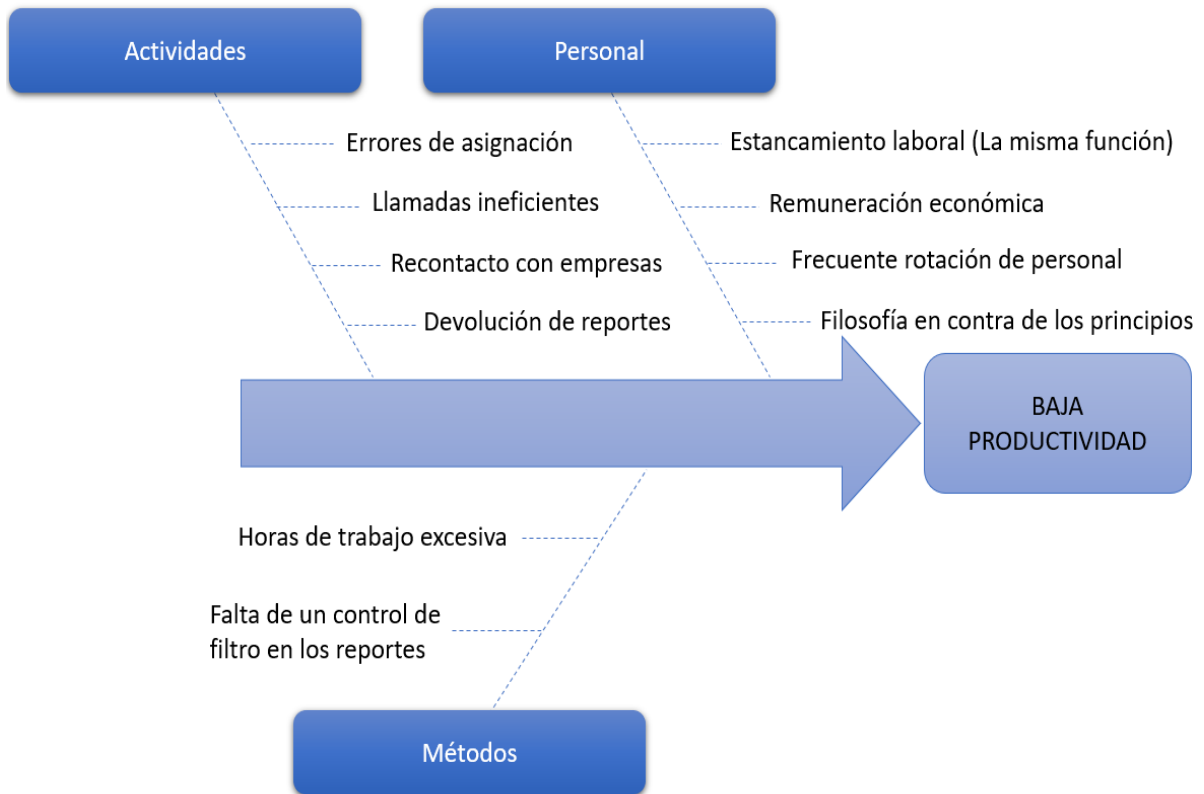 Actividades
Personal
Errores de asignación
Llamadas ineficientes
Recontacto con empresas
Devolución de reportes
Estancamiento laboral (La misma función)
Remuneración económica
Frecuente rotación de personal
Filosofía en contra de los principios
BAJA
PRODUCTIVIDAD
Horas de trabajo excesiva
Falta de un control de
filtro en los reportes
Métodos